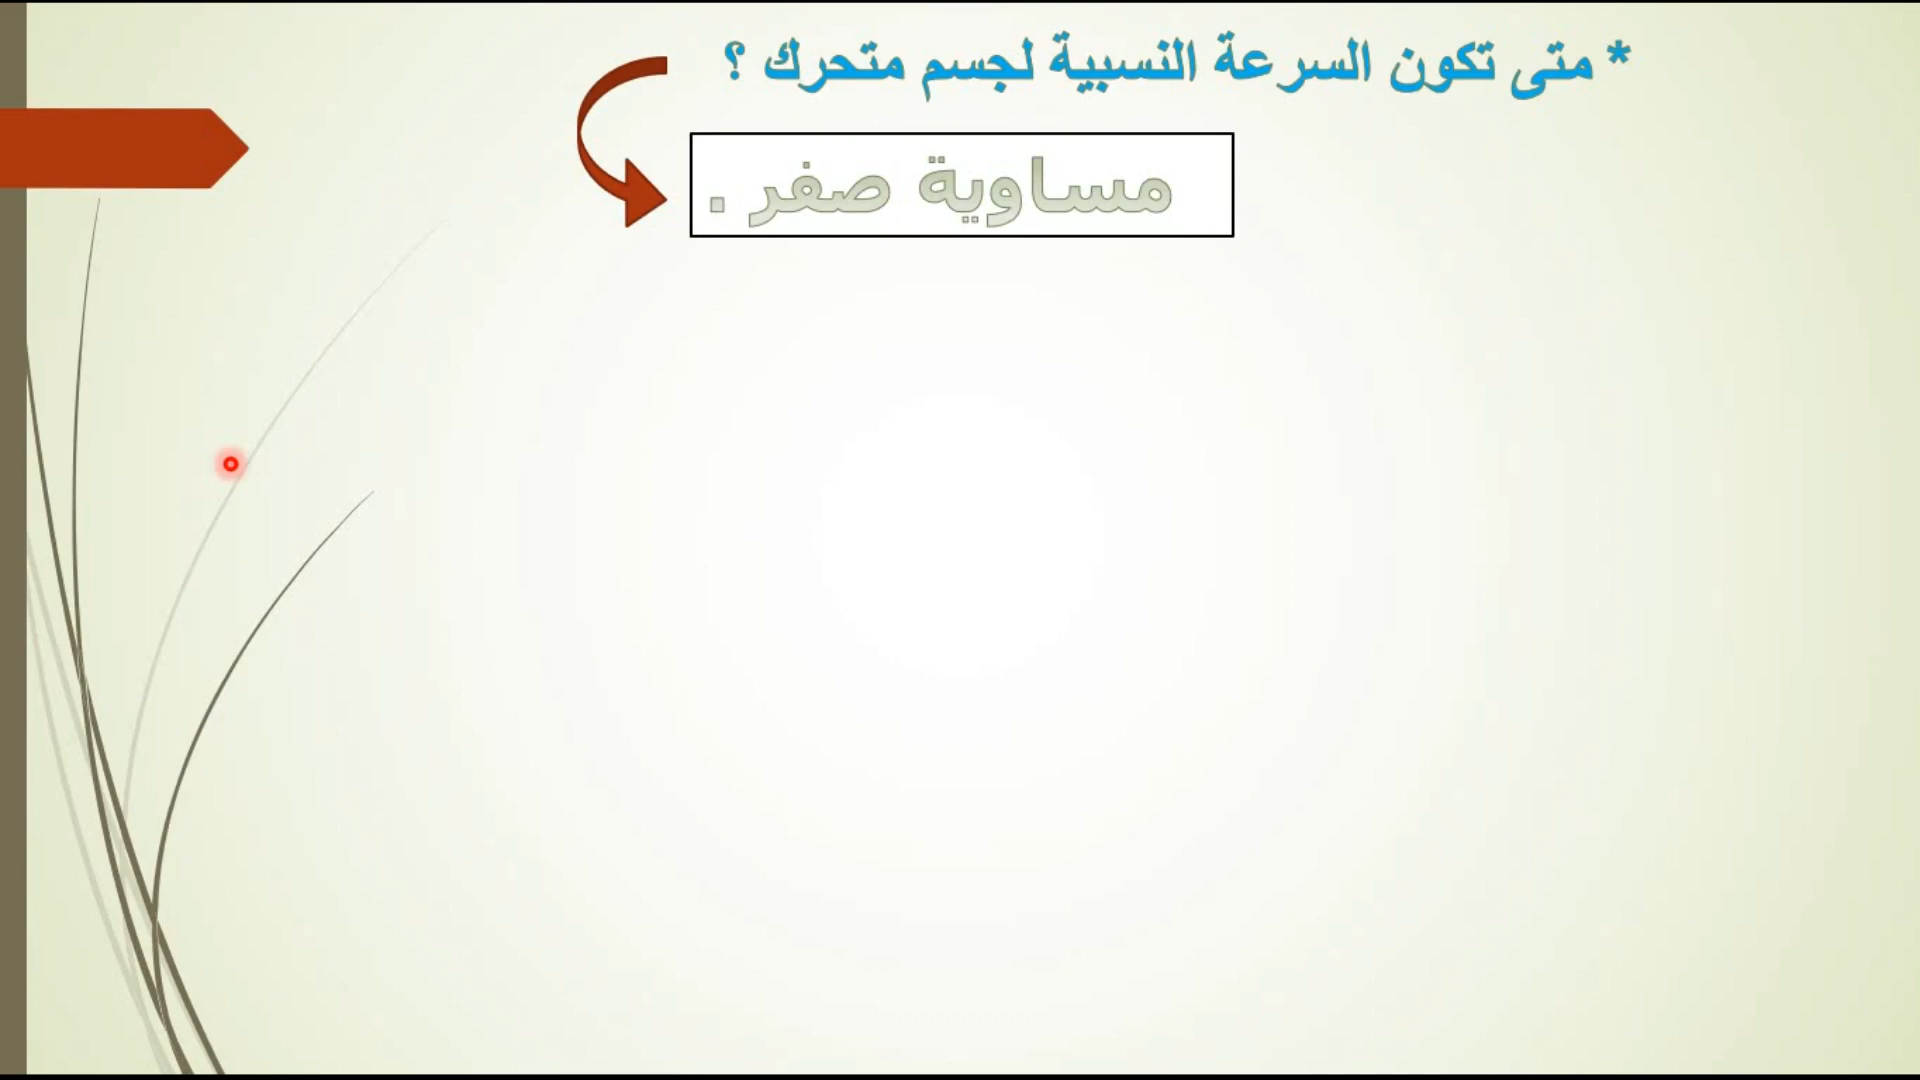 * متى تكون السرعة النسبية لجسم متحرك ؟
مساوية صفر .